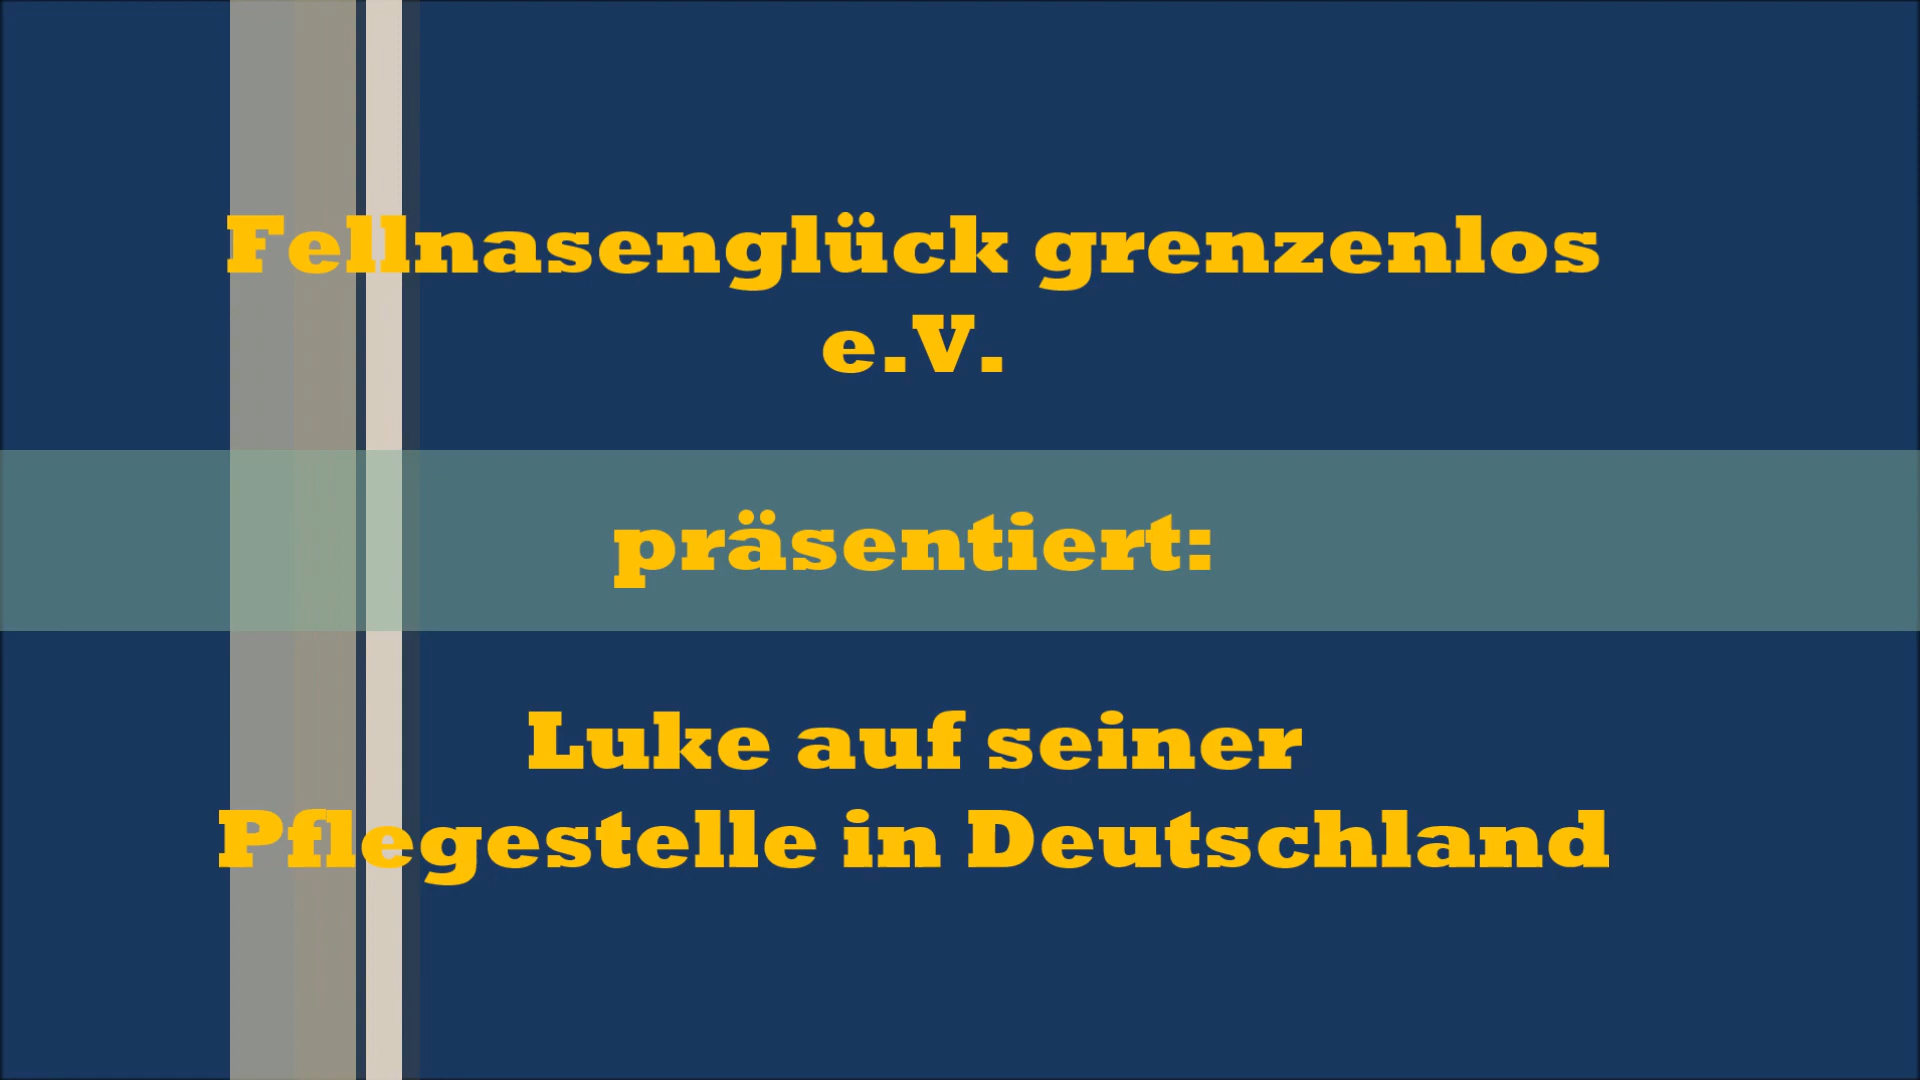 Fellnasenglück grenzenlos
e.V.
präsentiert:
Luke auf seiner
Pflegestelle in Deutschland